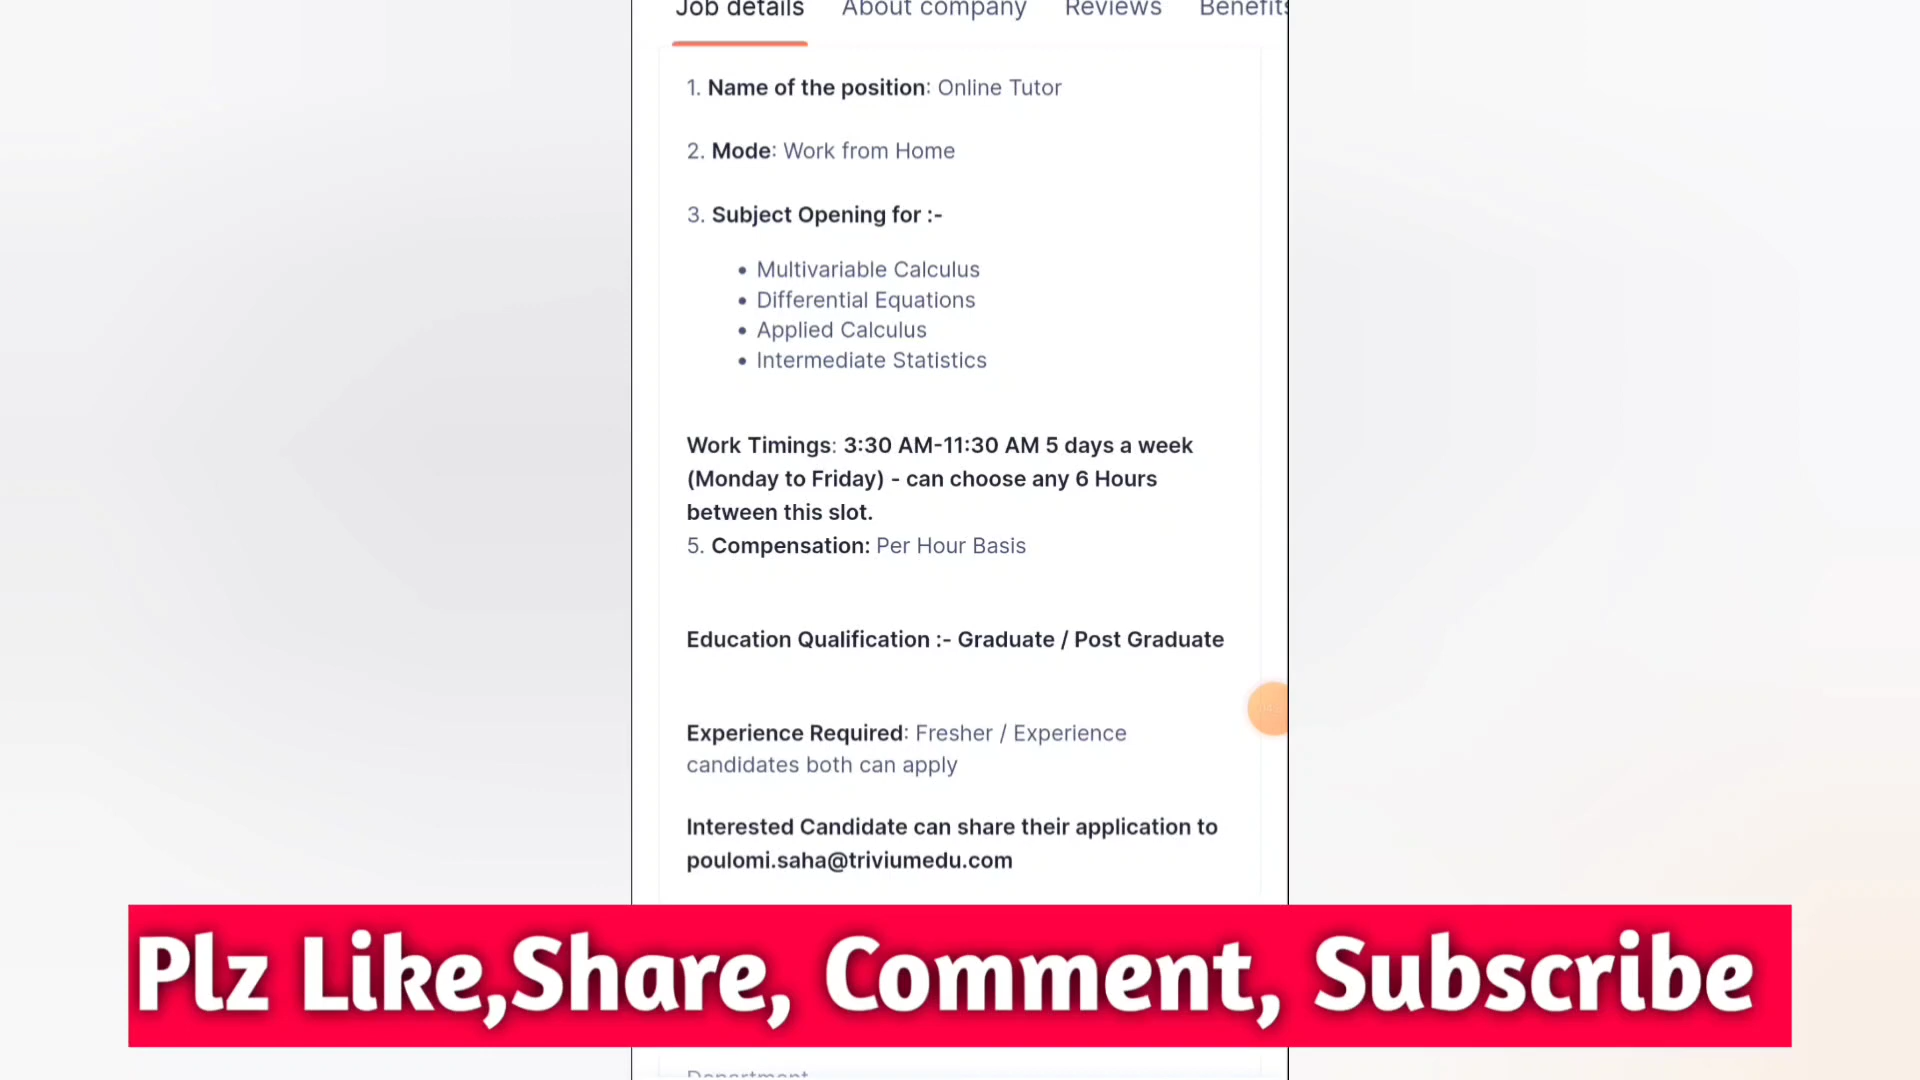 Job details About company Reviews Benefits
1. Name of the position: Online Tutor
2. Mode: Work from Home
3. Subject Opening for :-
• Multivariable Calculus
• Differential Equations
• Applied Calculus
• Intermediate Statistics
Work Timings: 3:30 AM-11:30 AM 5 days a week
(Monday to Friday) - can choose any 6 Hours
between this slot.
5. Compensation: Per Hour Basis
Education Qualification :- Graduate / Post Graduate
Experience Required: Fresher / Experience
candidates both can apply
Interested Candidate can share their application to
poulomi.saha@triviumedu.com
Plz Like,Share, Comment, Subscribe
Department